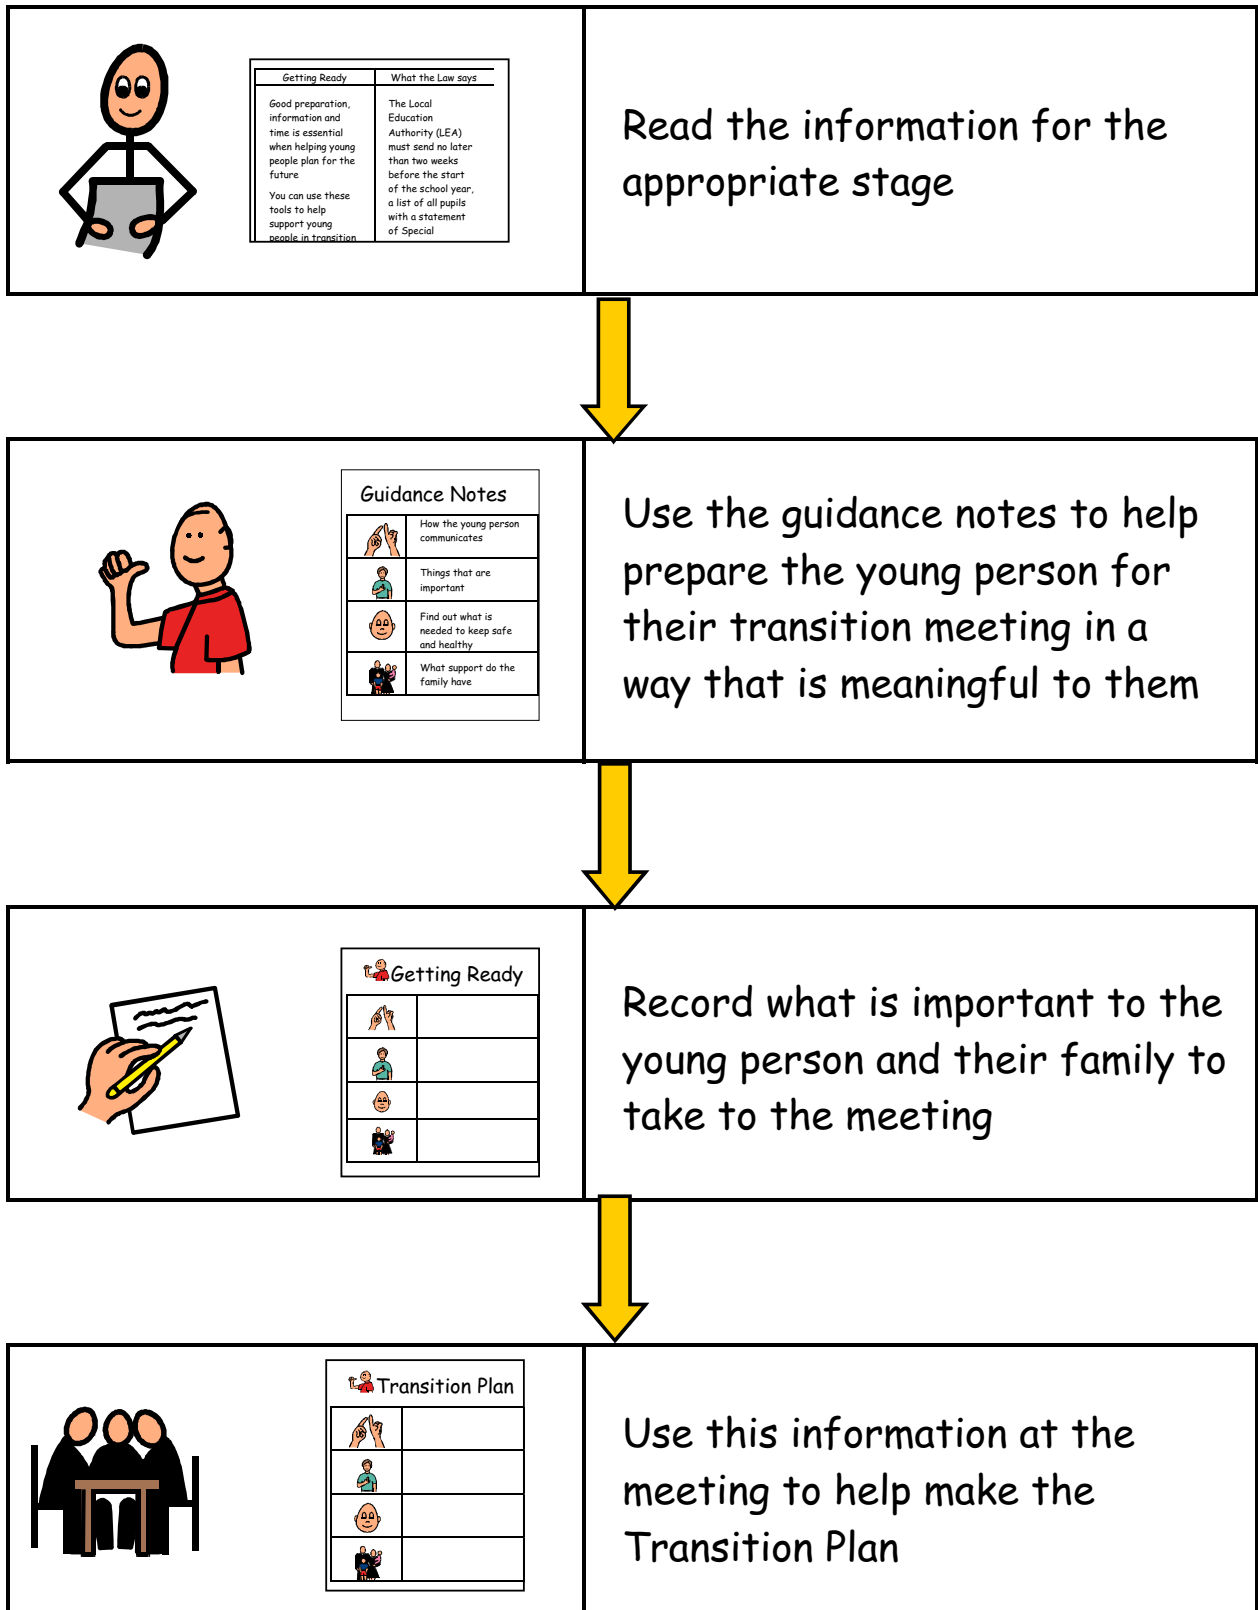 Getting Ready
What the Law says
Good preparation,
information and
time is essential
when helping young
people plan for the
future
You can use these
tools to help
support young
people in transition
The Local
Education
Authority (LEA)
must send no later
than two weeks
before the start
of the school year,
a list of all pupils
with a statement
of Special
Read the information for the
appropriate stage
Guidance Notes
How the young person
communicates
Things that are
important
Find out what is
needed to keep safe
and healthy
What support do the
family have
Use the guidance notes to help
prepare the young person for
their transition meeting in a
way that is meaningful to them
Getting Ready
Record what is important to the
young person and their family to
take to the meeting
Transition Plan
Use this information at the
meeting to help make the
Transition Plan